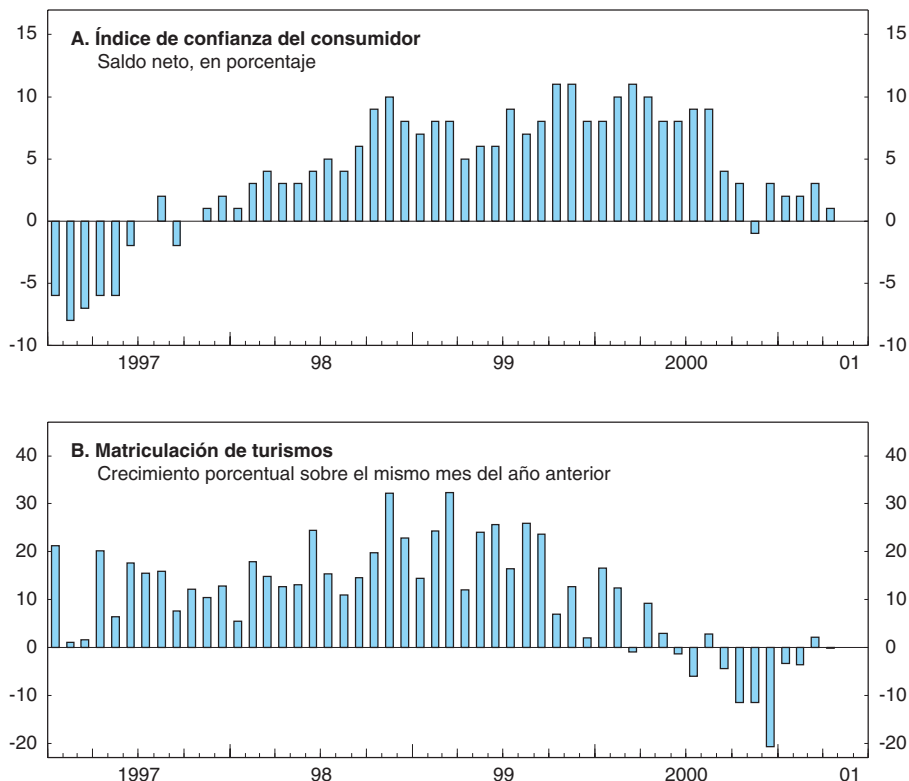 A. Índice de confianza del consumidor
Saldo neto, en porcentaje
15 15
10 10
5 5
0 0
-5 -5
-10 -10
1997 98 99 2000 01
B. Matriculación de turismos
Crecimiento porcentual sobre el mismo mes del año anterior
40 40
30 30
20 20
10 10
0 0
-10 -10
-20 -20
1997 98 99 2000 01